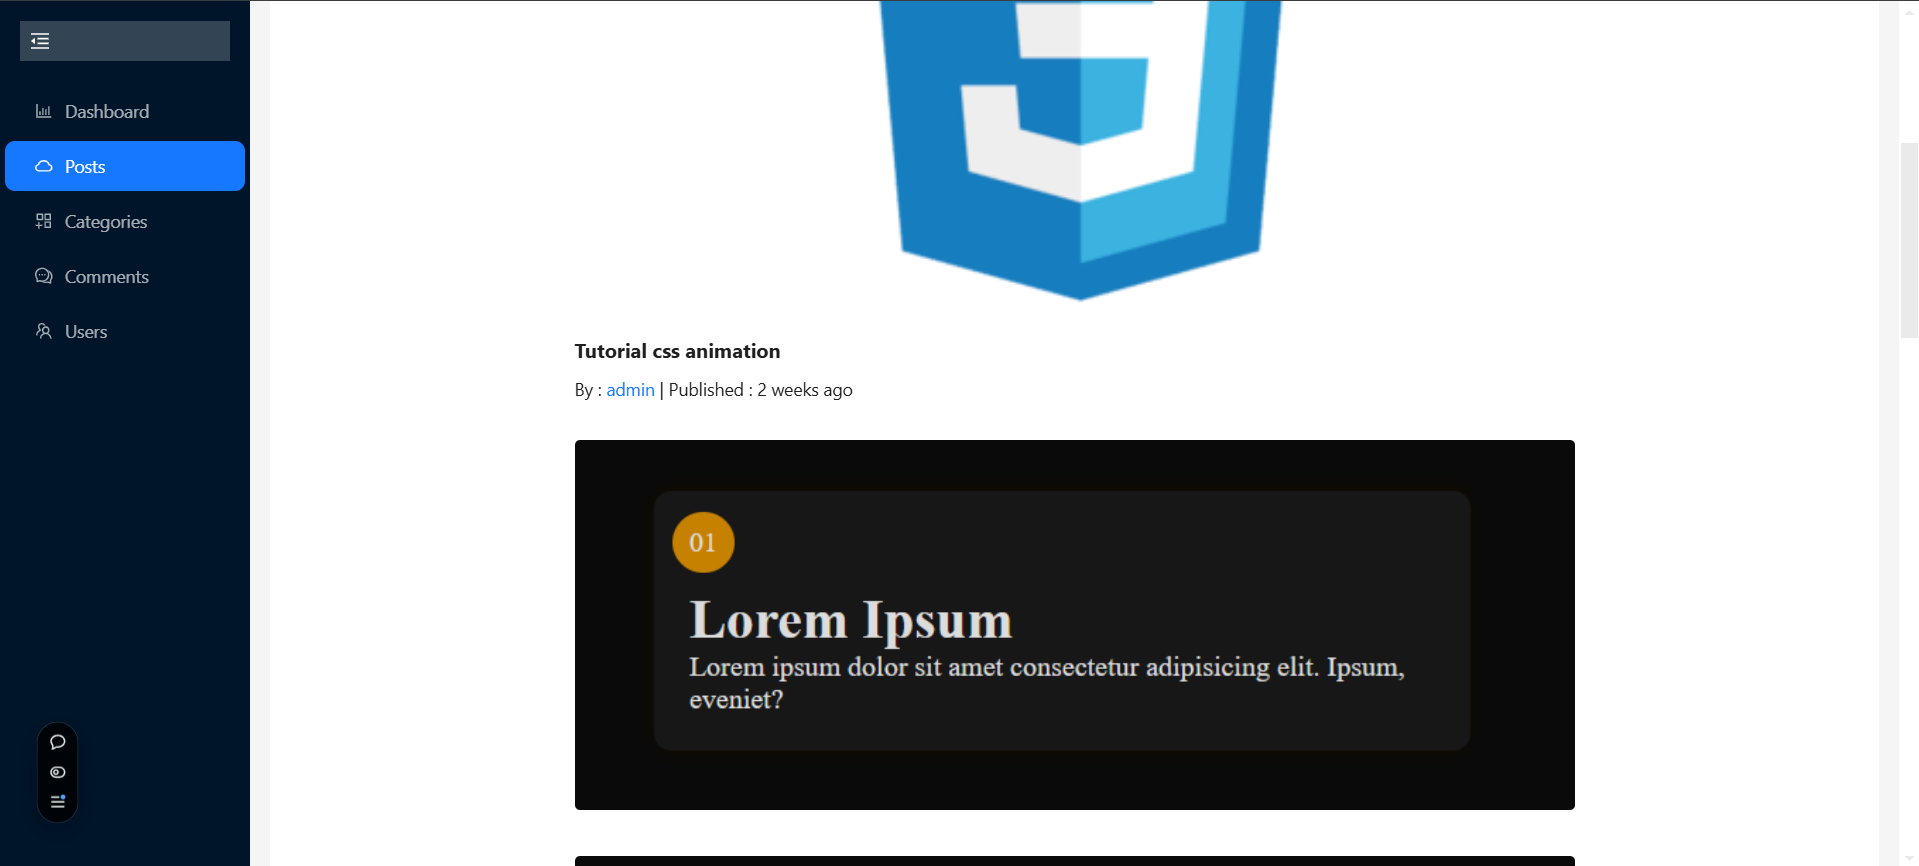 Dashboard
Posts
Categories
Comments
Users
Tutorial css animation
By : admin | Published : 2 weeks ago
01
Lorem Ipsum
Lorem ipsum dolor sit amet consectetur adipisicing elit. Ipsum,
eveniet?